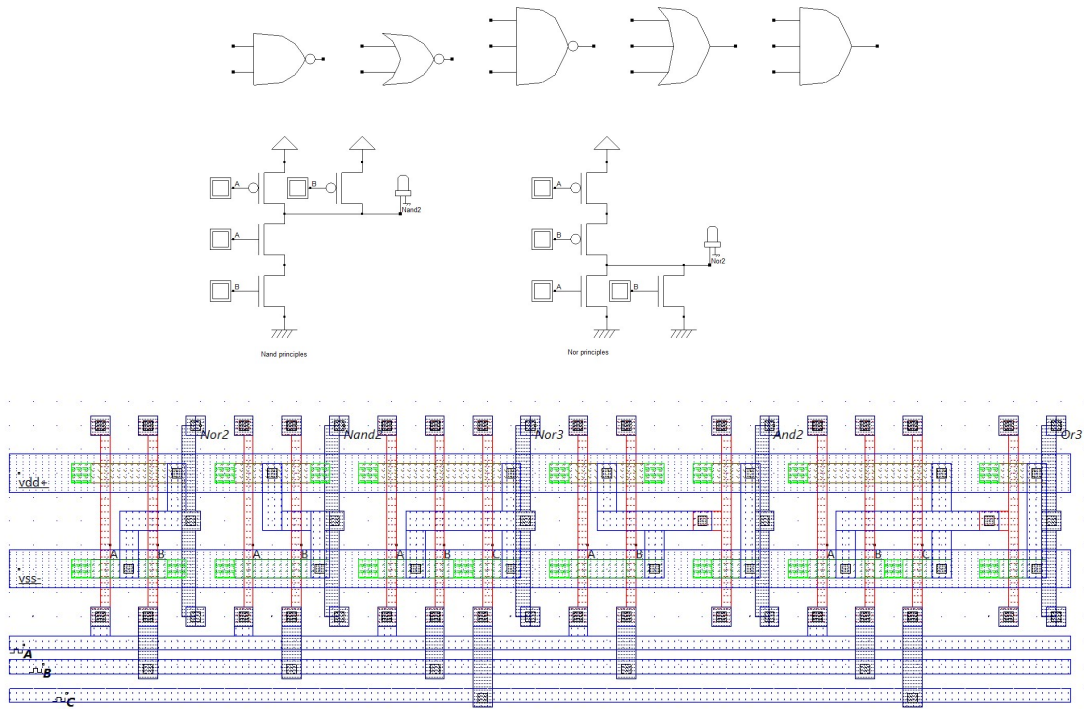 A B Nand2
A
B
Nand principles
A
B Nor2
A B
Nor principles
Nor2 Nand2 Nor3 And2 Or3
vdd+
A B A B A B C A B A B C
vss-
A
B
C